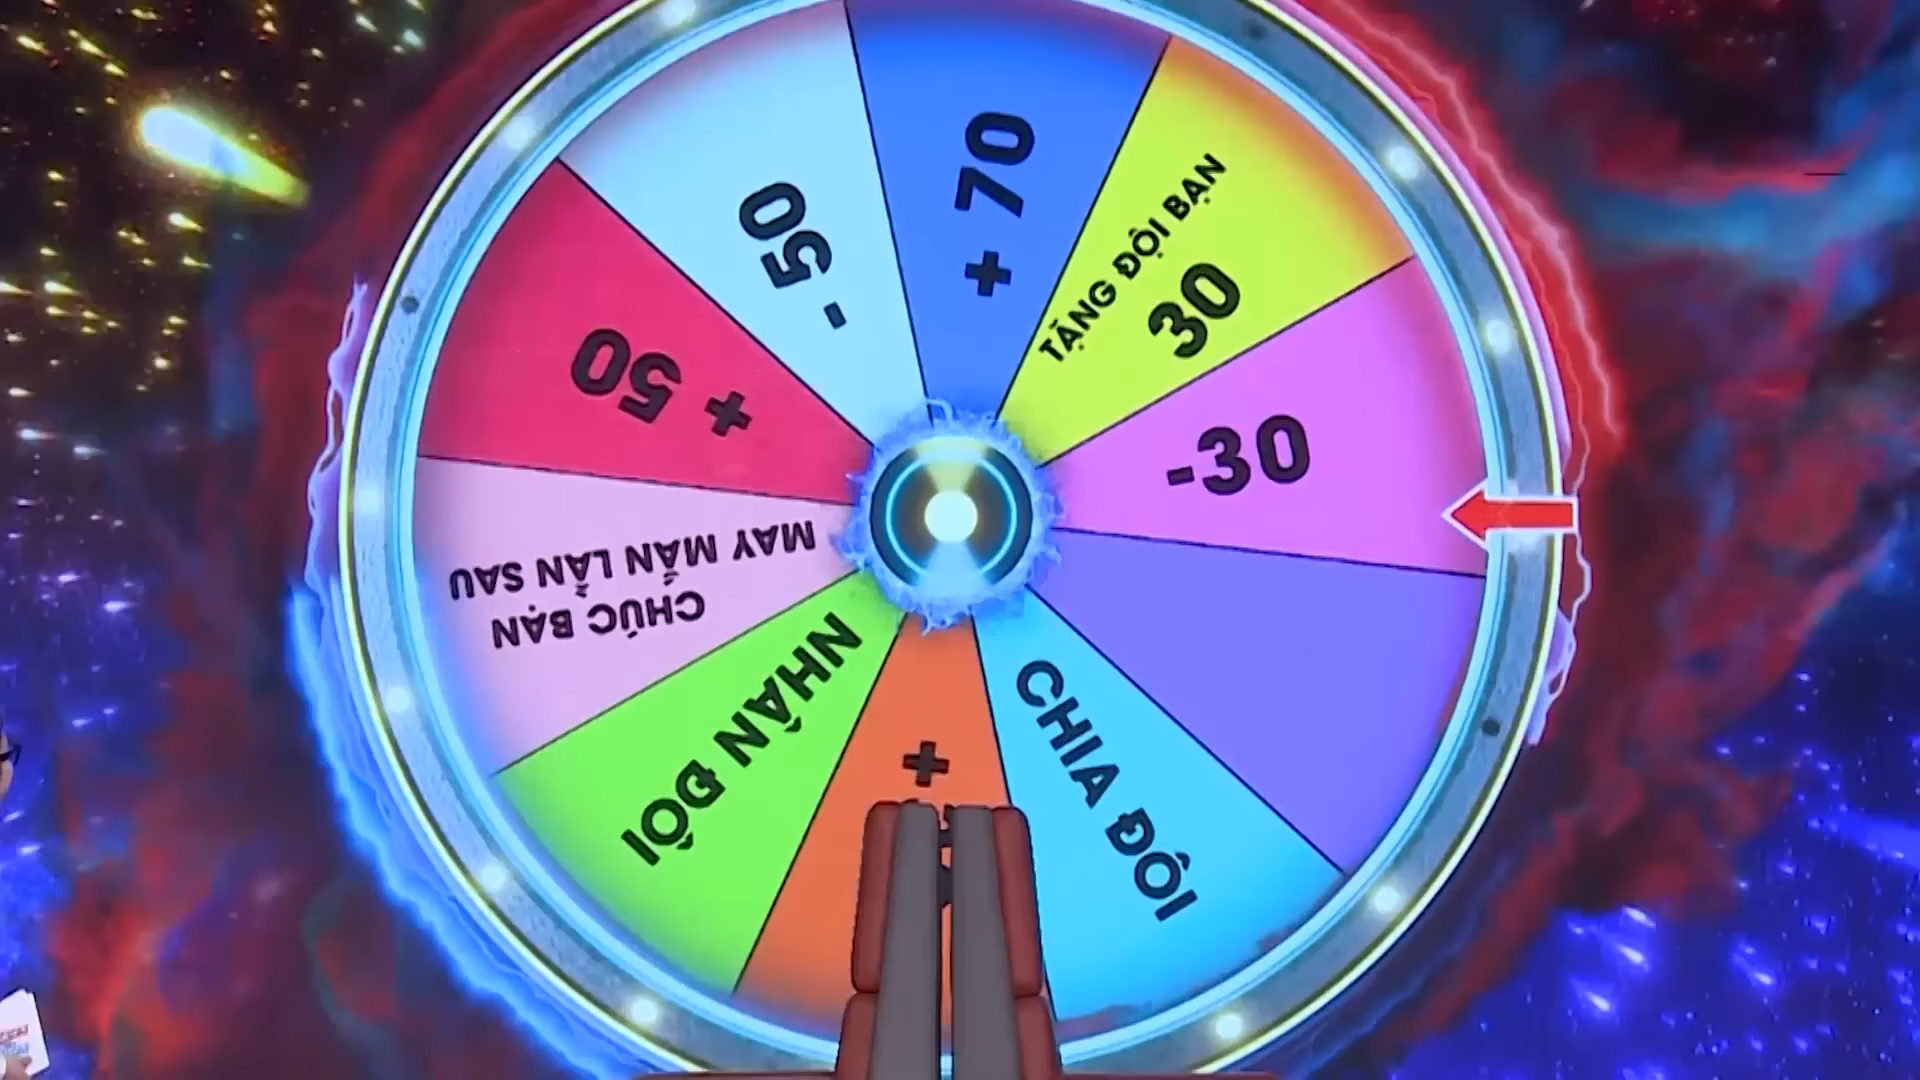 + 70
TẶNG ĐỘI BẠN
30
-30
CHIA ĐÔI
+
NHÂN ĐÔI
CHÚC BẠN
MAY MẮN LẦN SAU
+ 50
- 50